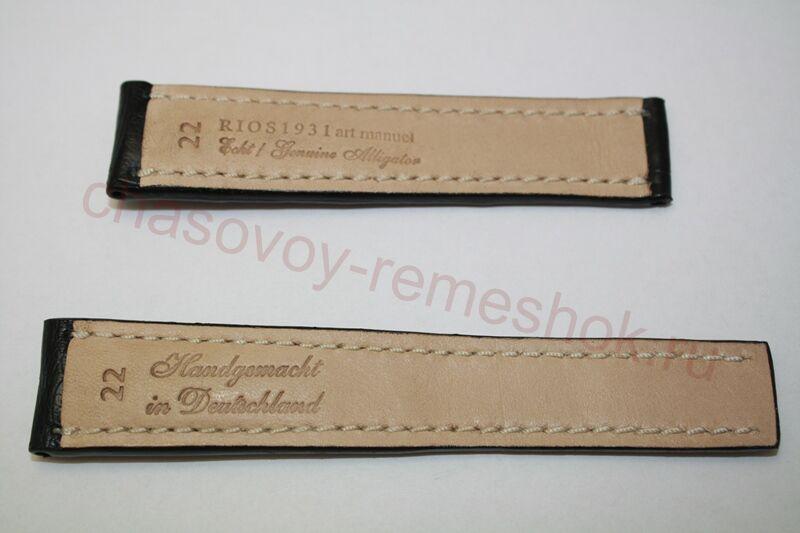 22
RIOS1931 art manuel
Echt / Genuine Alligator
chasovoy-remeshok.ru
22
Handgemacht
in Deutschland